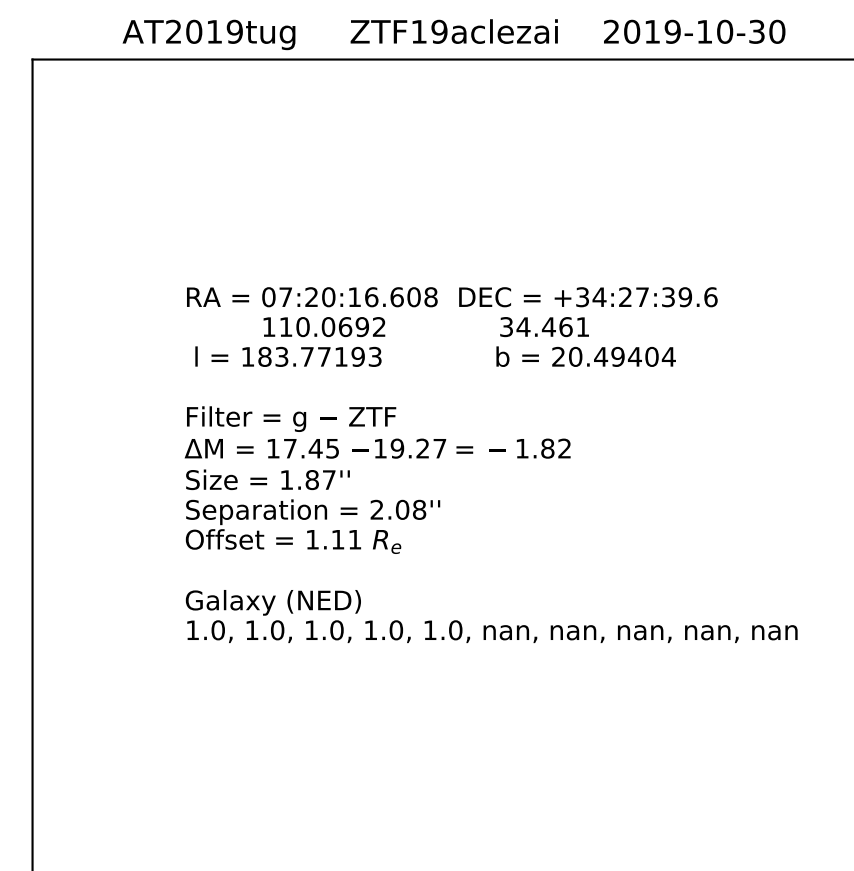 AT2019tug ZTF19aclezai 2019-10-30
RA = 07:20:16.608 DEC = +34:27:39.6
110.0692 34.461
l = 183.77193 b = 20.49404
Filter = g − ZTF
ΔM = 17.45 −19.27 = − 1.82
Size = 1.87''
Separation = 2.08''
Offset = 1.11 Re
Galaxy (NED)
1.0, 1.0, 1.0, 1.0, 1.0, nan, nan, nan, nan, nan